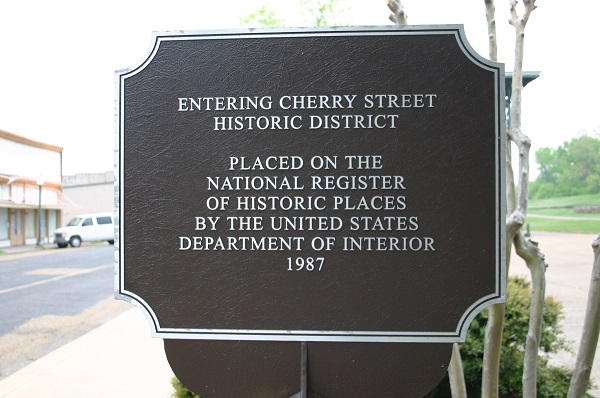 ENTERING CHERRY STREET
HISTORIC DISTRICT
PLACED ON THE
NATIONAL REGISTER
OF HISTORIC PLACES
BY THE UNITED STATES
DEPARTMENT OF INTERIOR
1987